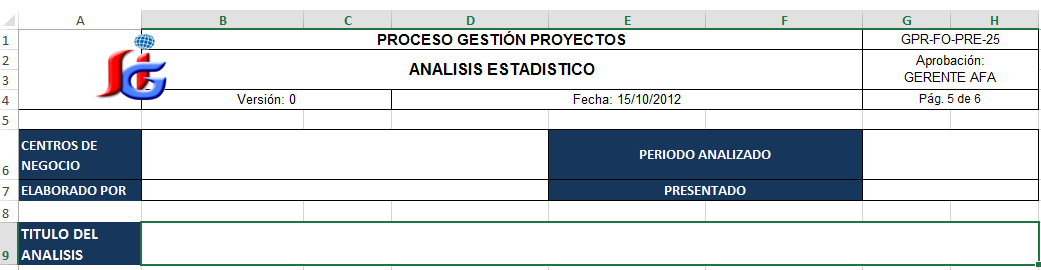 A B C D E F G H
1 PROCESO GESTIÓN PROYECTOS GPR-FO-PRE-25
2 Aprobación:
ANALISIS ESTADISTICO
3 GERENTE AFA
4 Versión: 0 Fecha: 15/10/2012 Pág. 5 de 6
5
CENTROS DE
PERIODO ANALIZADO
6 NEGOCIO
7 ELABORADO POR PRESENTADO
8
TITULO DEL
9 ANALISIS